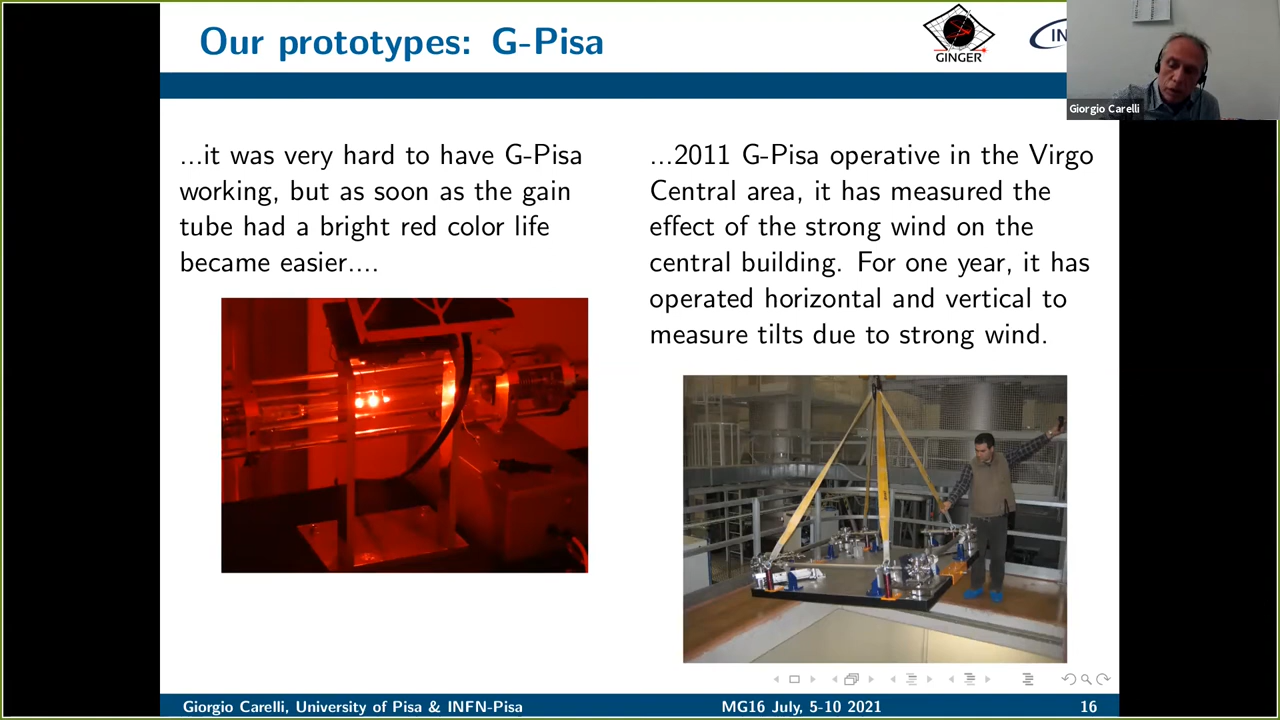 Our prototypes: G-Pisa
GINGER
IN
Giorgio Carelli
...it was very hard to have G-Pisa
working, but as soon as the gain
tube had a bright red color life
became easier....
...2011 G-Pisa operative in the Virgo
Central area, it has measured the
effect of the strong wind on the
central building. For one year, it has
operated horizontal and vertical to
measure tilts due to strong wind.
Giorgio Carelli, University of Pisa & INFN-Pisa
MG16 July, 5-10 2021
16